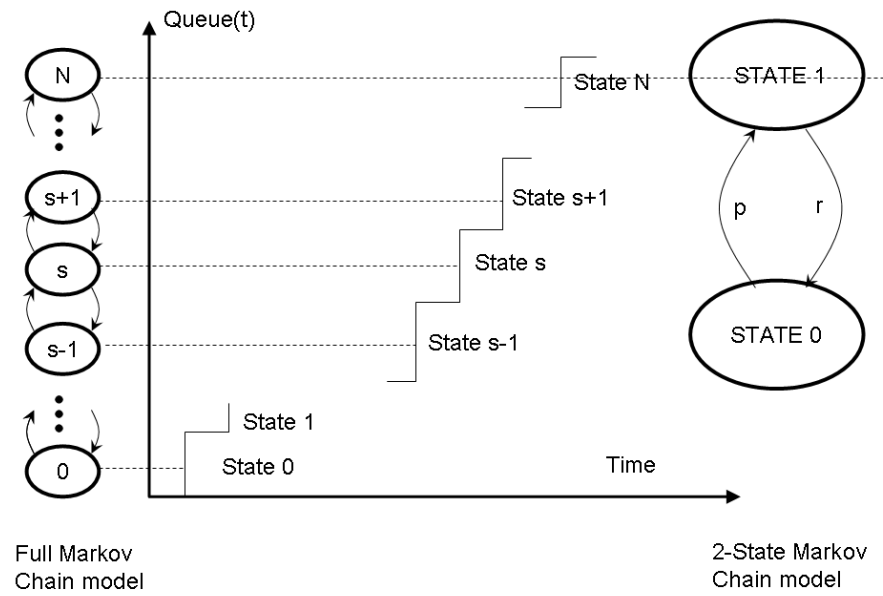 Queue(t)
N
State N
STATE 1
s+1
State s+1
p
r
s
State s
s-1
State s-1
STATE 0
State 1
0
State 0
Time
Full Markov
Chain model
2-State Markov
Chain model